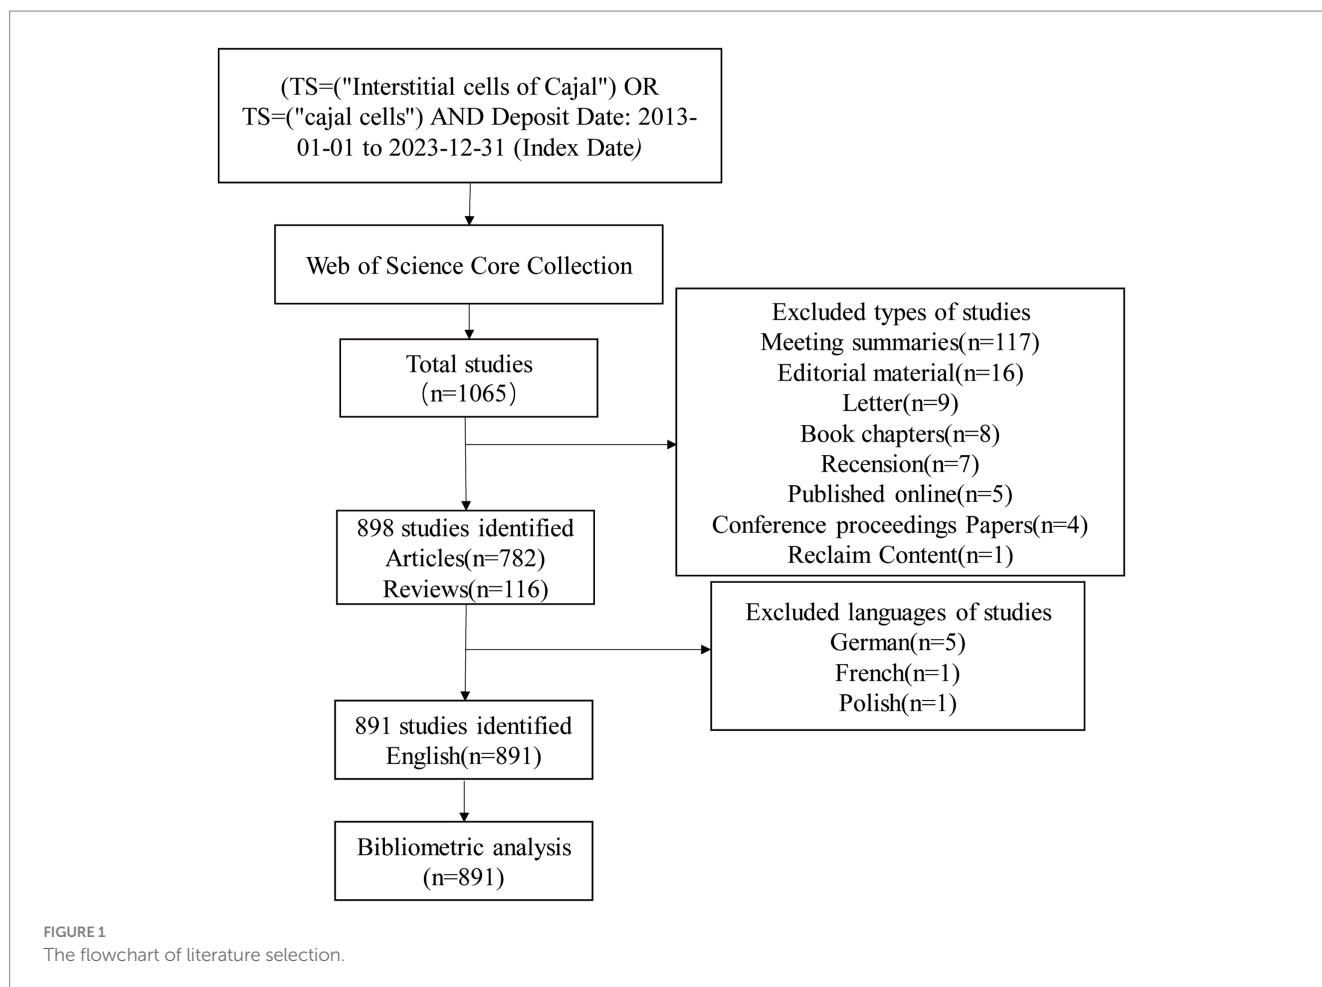 (TS=("Interstitial cells of Cajal") OR
TS=("cajal cells") AND Deposit Date: 2013-
01-01 to 2023-12-31 (Index Date)
Web of Science Core Collection
Total studies
(n=1065)
Excluded types of studies
Meeting summaries(n=117)
Editorial material(n=16)
Letter(n=9)
Book chapters(n=8)
Recension(n=7)
Published online(n=5)
Conference proceedings Papers(n=4)
Reclaim Content(n=1)
898 studies identified
Articles(n=782)
Reviews(n=116)
Excluded languages of studies
German(n=5)
French(n=1)
Polish(n=1)
891 studies identified
English(n=891)
Bibliometric analysis
(n=891)
FIGURE 1
The flowchart of literature selection.